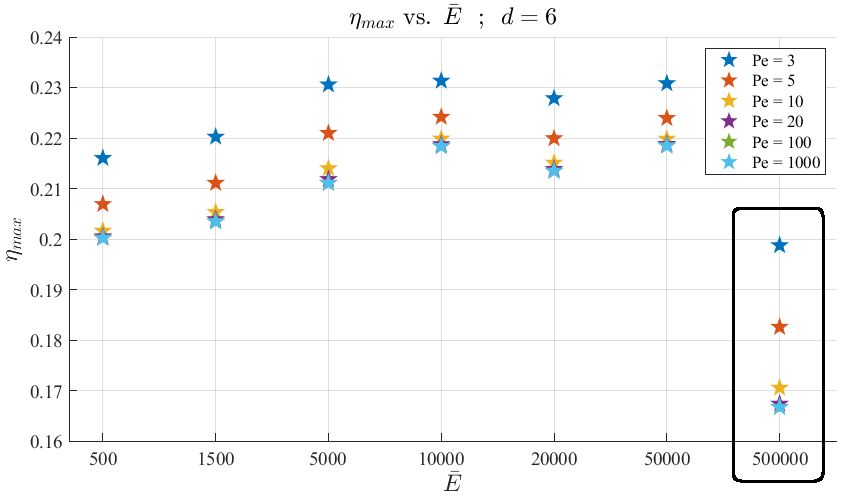 η_max vs. Ē ; d = 6
0.24
0.23
0.22
0.21
0.2
0.19
0.18
0.17
0.16
η_max
Pe = 3
Pe = 5
Pe = 10
Pe = 20
Pe = 100
Pe = 1000
500 1500 5000 10000 20000 50000 500000
Ē